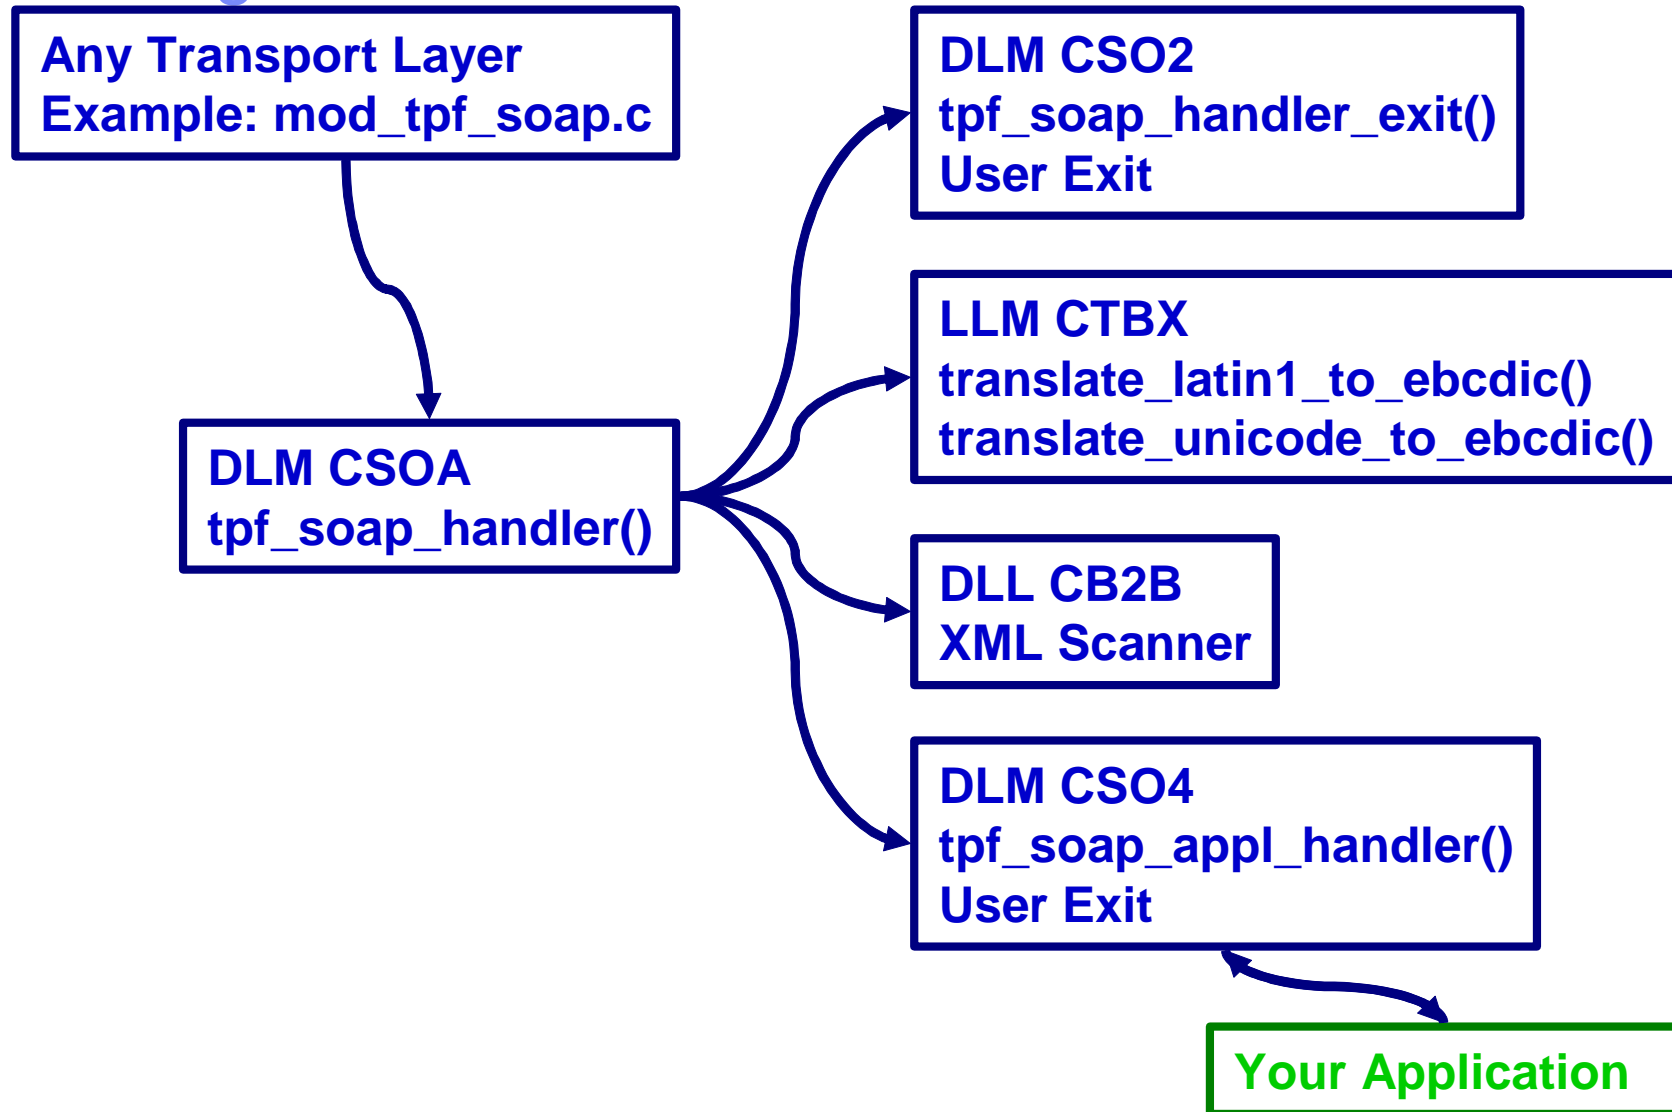 Any Transport Layer
Example: mod_tpf_soap.c
DLM CSOA
tpf_soap_handler()
DLM CSO2
tpf_soap_handler_exit()
User Exit
LLM CTBX
translate_latin1_to_ebcdic()
translate_unicode_to_ebcdic()
DLL CB2B
XML Scanner
DLM CSO4
tpf_soap_appl_handler()
User Exit
Your Application